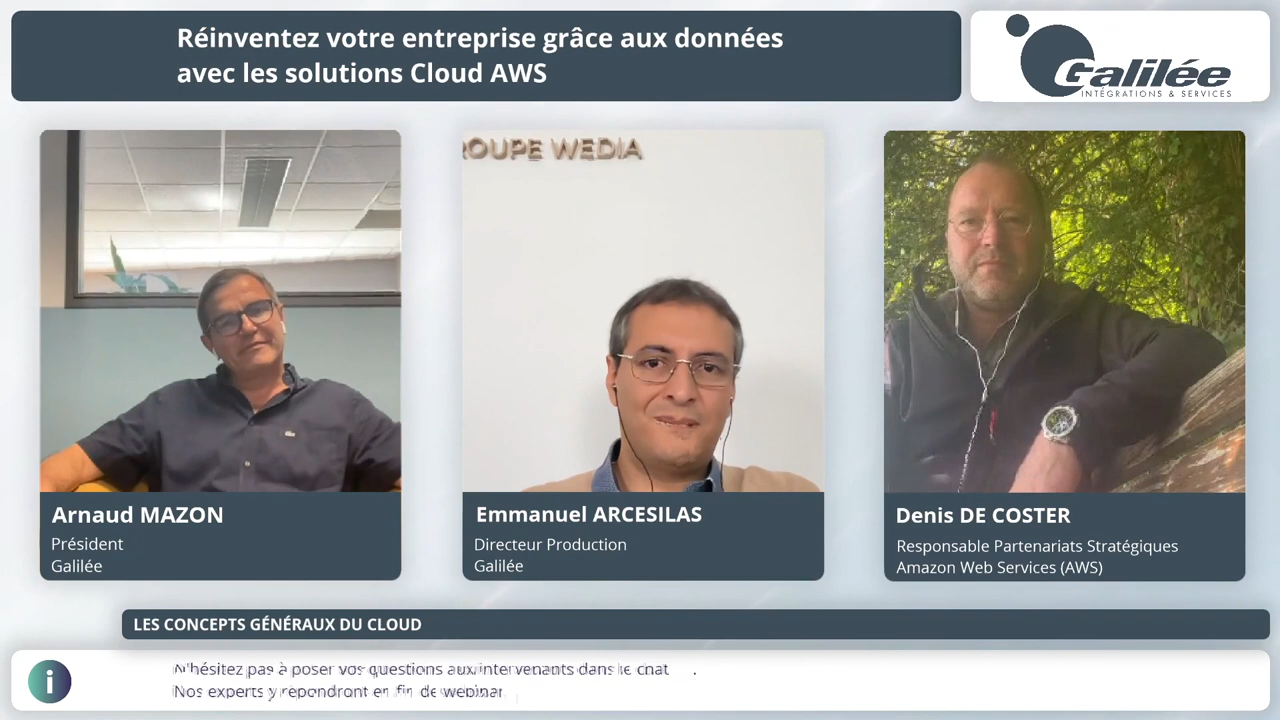 Réinventez votre entreprise grâce aux données
avec les solutions Cloud AWS
Galilée
INTÉGRATIONS & SERVICES
ROUPE WEDIA
Arnaud MAZON
Président
Galilée
Emmanuel ARCESILAS
Directeur Production
Galilée
Denis DE COSTER
Responsable Partenariats Stratégiques
Amazon Web Services (AWS)
LES CONCEPTS GÉNÉRAUX DU CLOUD
i
N'hésitez pas à poser vos questions aux intervenants dans le chat
Nos experts y répondront en fin de webinar